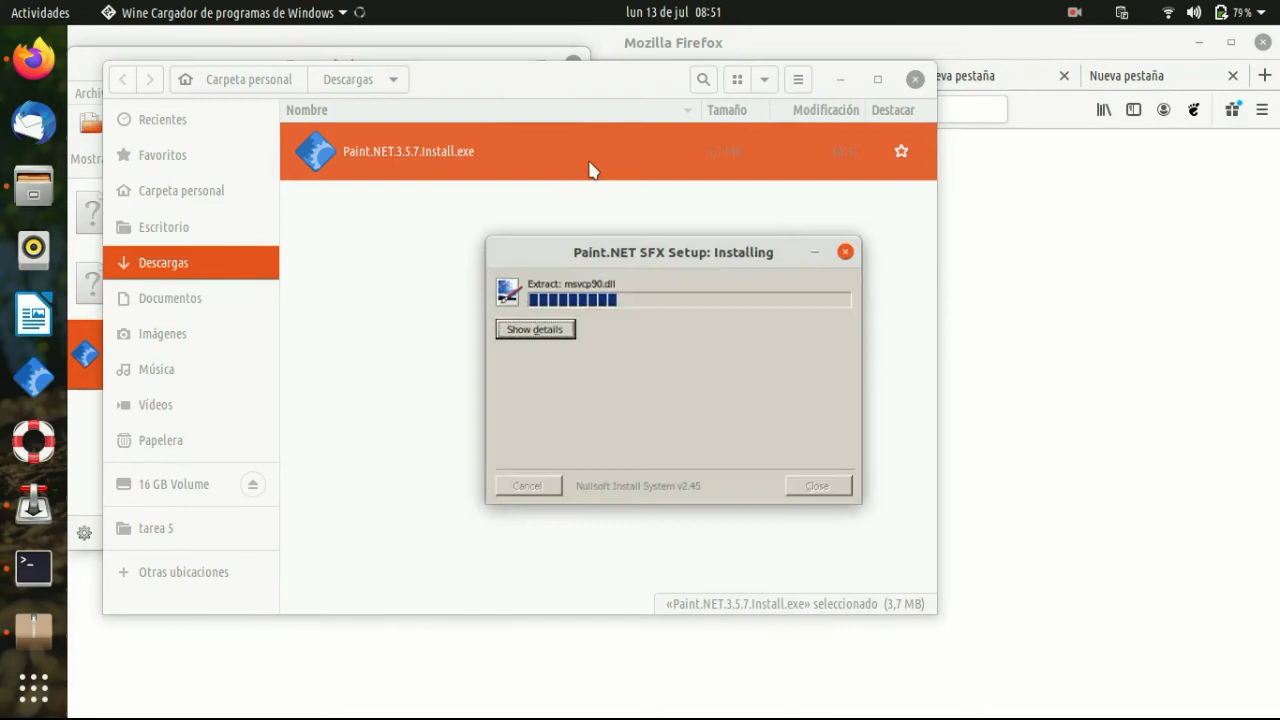 Actividades
Wine Cargador de programas de Windows
lun 13 de jul 08:51
79 %
Mozilla Firefox
Carpeta personal
Descargas
Nueva pestaña
Nombre
Tamaño
Modificación
Destacar
Recientes
Favoritos
Carpeta personal
Escritorio
Descargas
Documentos
Imágenes
Música
Vídeos
Papelera
16 GB Volume
tarea 5
Otras ubicaciones
Paint.NET.3.5.7.Install.exe
Paint.NET SFX Setup: Installing
Extract: msvcp90.dll
Show details
Cancel
Nullsoft Install System v2.45
Close
«Paint.NET.3.5.7.Install.exe» seleccionado (3,7 MB)